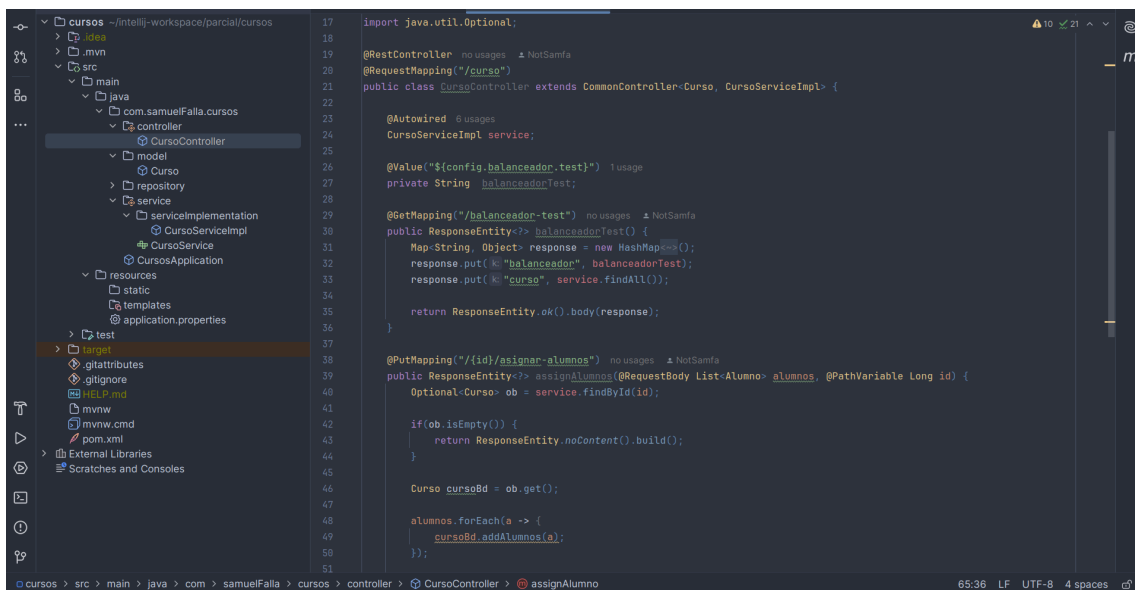 cursos ~/intellij-workspace/parcial/cursos
.idea
.mvn
src
main
java
com.samuelFalla.cursos
controller
CursoController
model
Curso
repository
service
serviceImplementation
CursoServiceImpl
CursoService
CursosApplication
resources
static
templates
application.properties
test
target
.gitattributes
.gitignore
HELP.md
mvnw
mvnw.cmd
pom.xml
External Libraries
Scratches and Consoles
10 21
17 import java.util.Optional;
18
19 @RestController no usages NotSamfa
20 @RequestMapping("/curso")
21 public class CursoController extends CommonController<Curso, CursoServiceImpl> {
22
23 @Autowired 6 usages
24 CursoServiceImpl service;
25
26 @Value("${config.balanceador.test}") 1 usage
27 private String balanceadorTest;
28
29 @GetMapping("/balanceador-test") no usages NotSamfa
30 public ResponseEntity<?> balanceadorTest() {
31 Map<String, Object> response = new HashMap<~>();
32 response.put( k: "balanceador", balanceadorTest);
33 response.put( k: "curso", service.findAll());
34
35 return ResponseEntity.ok().body(response);
36 }
37
38 @PutMapping("/{id}/asignar-alumnos") no usages NotSamfa
39 public ResponseEntity<?> assignAlumnos(@RequestBody List<Alumno> alumnos, @PathVariable Long id) {
40 Optional<Curso> ob = service.findById(id);
41
42 if(ob.isEmpty()) {
43 return ResponseEntity.noContent().build();
44 }
45
46 Curso cursoBd = ob.get();
47
48 alumnos.forEach(a -> {
49 cursoBd.addAlumnos(a);
50 });
51
cursos > src > main > java > com > samuelFalla > cursos > controller > CursoController > assignAlumno
65:36 LF UTF-8 4 spaces